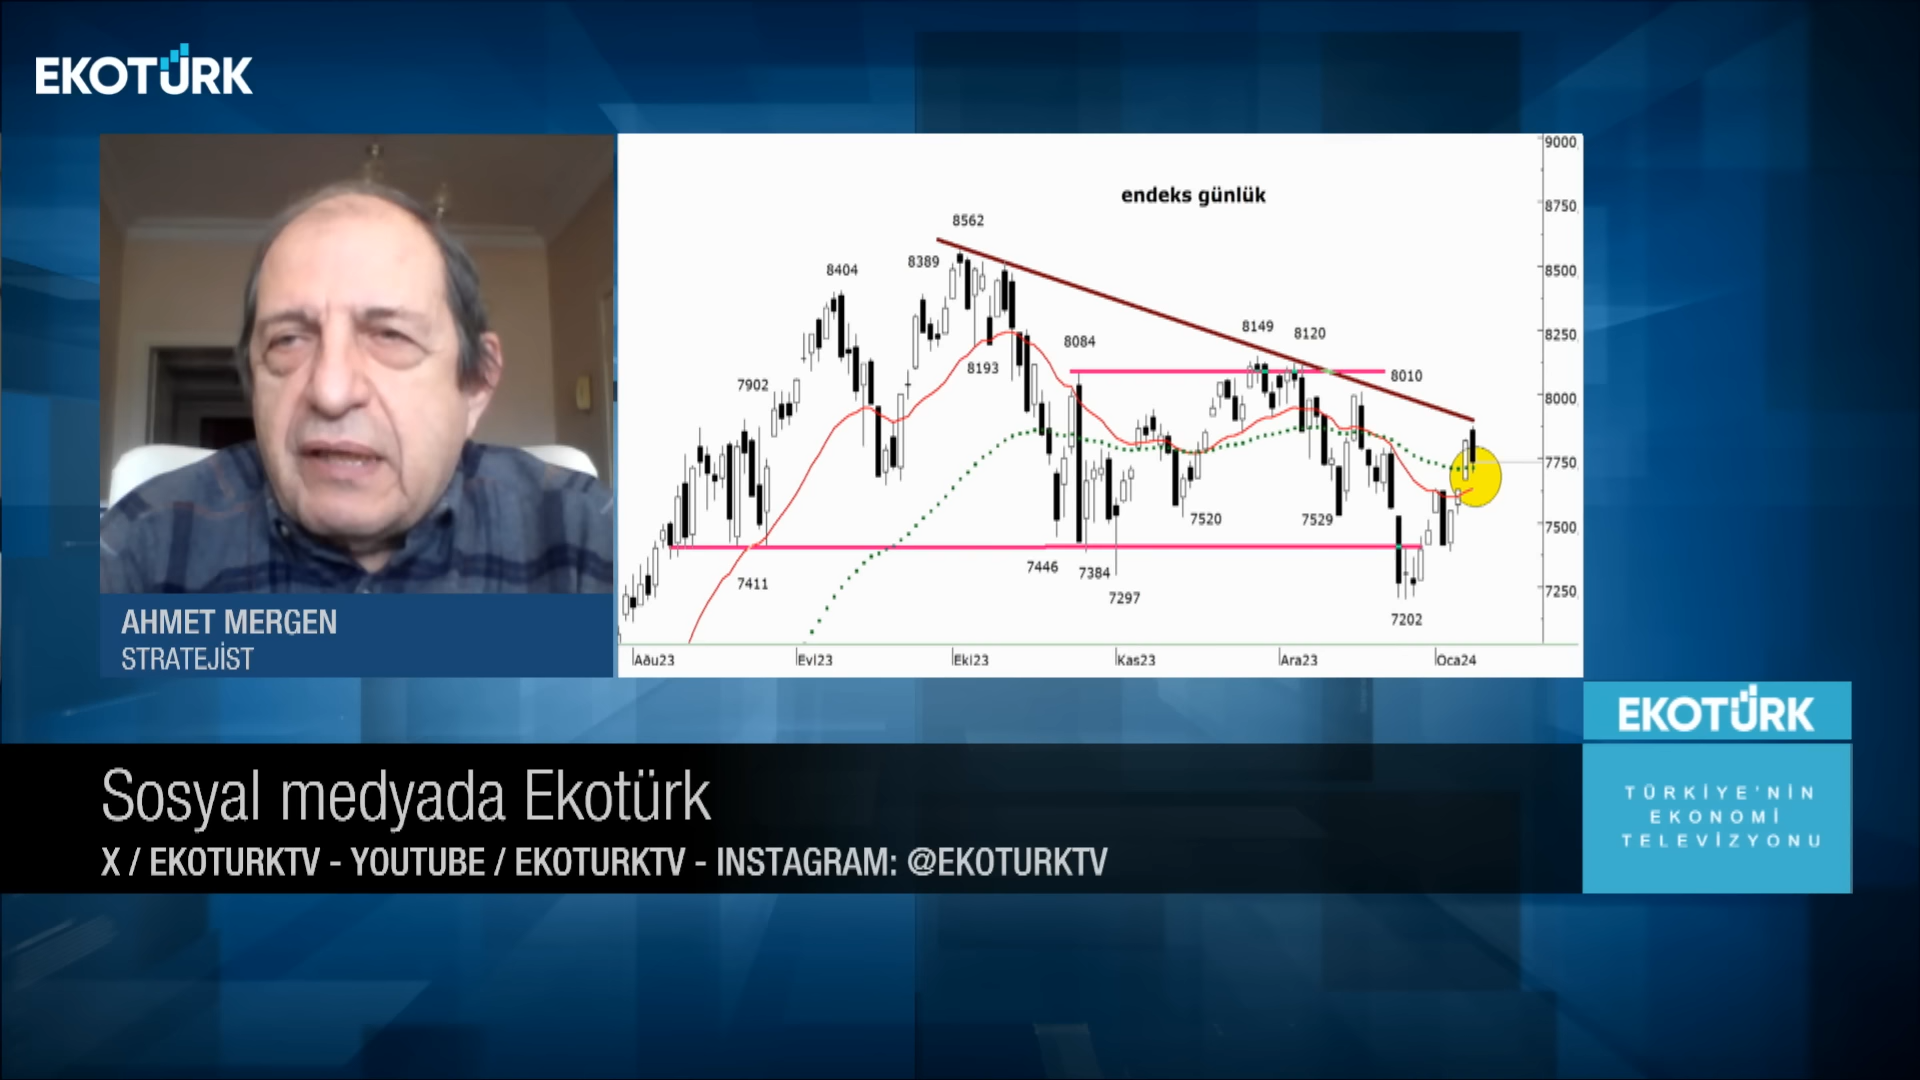 EKOTÜRK
AHMET MERGEN
STRATEJİST
endeks günlük
8562
8404
8389
8193
7902
7411
8084
8149
8120
8010
7520
7529
7446
7384
7297
7202
9000
8750
8500
8250
8000
7750
7500
7250
Aðu23
Evl23
Eki23
Kas23
Ara23
Oca24
EKOTÜRK
TÜRKİYE'NİN
EKONOMİ
TELEVİZYONU
Sosyal medyada Ekotürk
X / EKOTURKTV - YOUTUBE / EKOTURKTV - INSTAGRAM: @EKOTURKTV